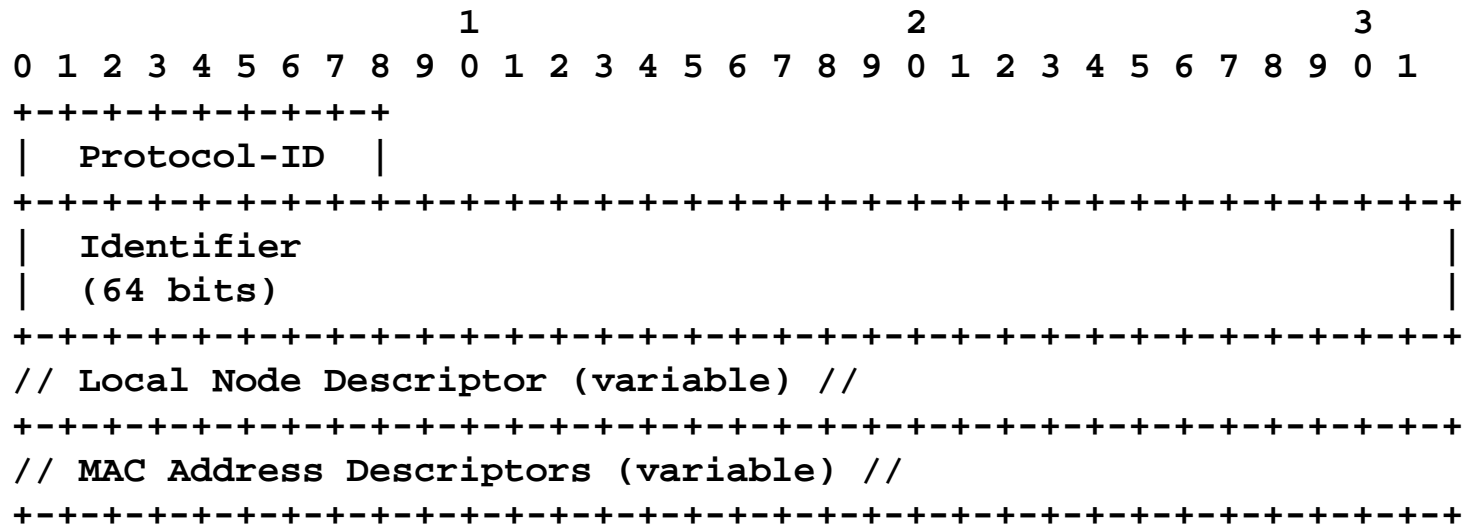 1                   2                   3
0 1 2 3 4 5 6 7 8 9 0 1 2 3 4 5 6 7 8 9 0 1 2 3 4 5 6 7 8 9 0 1
+-+-+-+-+-+-+-+-+
|  Protocol-ID  |
+-+-+-+-+-+-+-+-+-+-+-+-+-+-+-+-+-+-+-+-+-+-+-+-+-+-+-+-+-+-+-+-+
|  Identifier                                                   |
|  (64 bits)                                                    |
+-+-+-+-+-+-+-+-+-+-+-+-+-+-+-+-+-+-+-+-+-+-+-+-+-+-+-+-+-+-+-+-+
// Local Node Descriptor (variable) //
+-+-+-+-+-+-+-+-+-+-+-+-+-+-+-+-+-+-+-+-+-+-+-+-+-+-+-+-+-+-+-+-+
// MAC Address Descriptors (variable) //
+-+-+-+-+-+-+-+-+-+-+-+-+-+-+-+-+-+-+-+-+-+-+-+-+-+-+-+-+-+-+-+-+